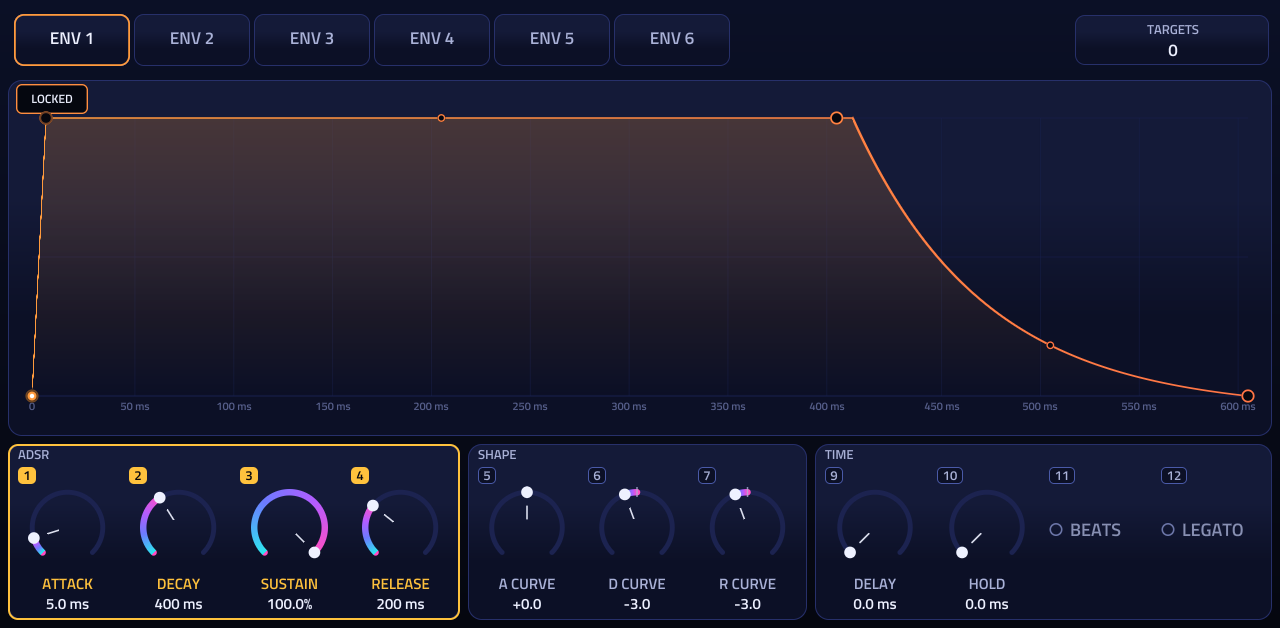 ENV 1 ENV 2 ENV 3 ENV 4 ENV 5 ENV 6 TARGETS
0
LOCKED
0 50 ms 100 ms 150 ms 200 ms 250 ms 300 ms 350 ms 400 ms 450 ms 500 ms 550 ms 600 ms
ADSR
1 2 3 4
ATTACK DECAY SUSTAIN RELEASE
5.0 ms 400 ms 100.0% 200 ms
SHAPE
5 6 7
A CURVE D CURVE R CURVE
+0.0 -3.0 -3.0
TIME
9 10 11 12
BEATS LEGATO
DELAY HOLD
0.0 ms 0.0 ms